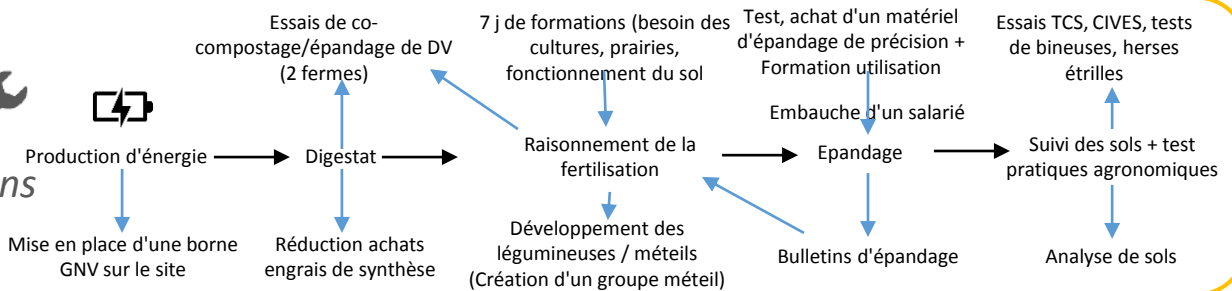 Essais de co-
compostage/épandage de DV
(2 fermes)
7 j de formations (besoin des
cultures, prairies,
fonctionnement du sol
Test, achat d'un matériel
d'épandage de précision +
Formation utilisation
Embauche d'un salarié
Essais TCS, CIVES, tests
de bineuses, herses
étrilles
Production d'énergie
Digestat
Raisonnement de la
fertilisation
Epandage
Suivi des sols + test
pratiques agronomiques
ns
Mise en place d'une borne
GNV sur le site
Réduction achats
engrais de synthèse
Développement des
légumineuses / méteils
(Création d'un groupe méteil)
Bulletins d'épandage
Analyse de sols